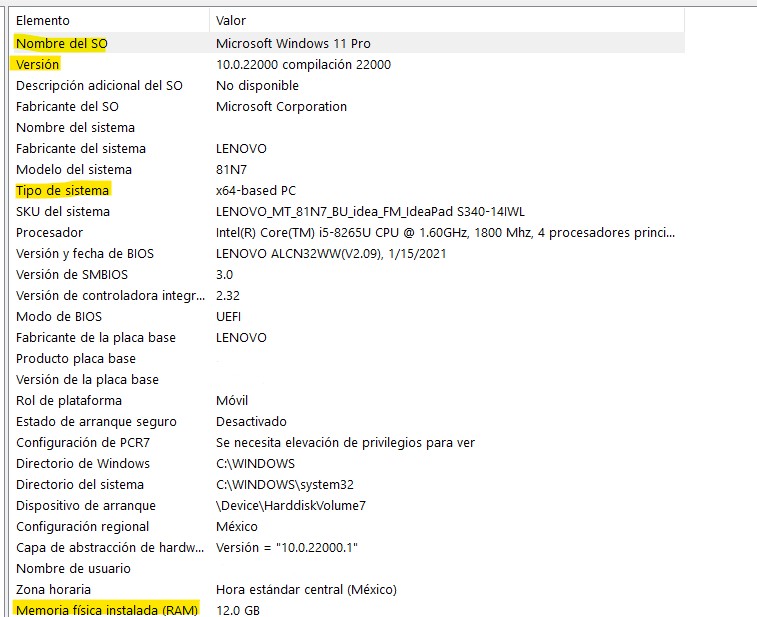 Elemento Valor
Nombre del SO Microsoft Windows 11 Pro
Versión 10.0.22000 compilación 22000
Descripción adicional del SO No disponible
Fabricante del SO Microsoft Corporation
Nombre del sistema
Fabricante del sistema LENOVO
Modelo del sistema 81N7
Tipo de sistema x64-based PC
SKU del sistema LENOVO_MT_81N7_BU_idea_FM_IdeaPad S340-14IWL
Procesador Intel(R) Core(TM) i5-8265U CPU @ 1.60GHz, 1800 Mhz, 4 procesadores princi...
Versión y fecha de BIOS LENOVO ALCN32WW(V2.09), 1/15/2021
Versión de SMBIOS 3.0
Versión de controladora integr... 2.32
Modo de BIOS UEFI
Fabricante de la placa base LENOVO
Producto placa base
Versión de la placa base
Rol de plataforma Móvil
Estado de arranque seguro Desactivado
Configuración de PCR7 Se necesita elevación de privilegios para ver
Directorio de Windows C:\WINDOWS
Directorio del sistema C:\WINDOWS\system32
Dispositivo de arranque \Device\HarddiskVolume7
Configuración regional México
Capa de abstracción de hardw... Versión = "10.0.22000.1"
Nombre de usuario
Zona horaria Hora estándar central (México)
Memoria física instalada (RAM) 12.0 GB